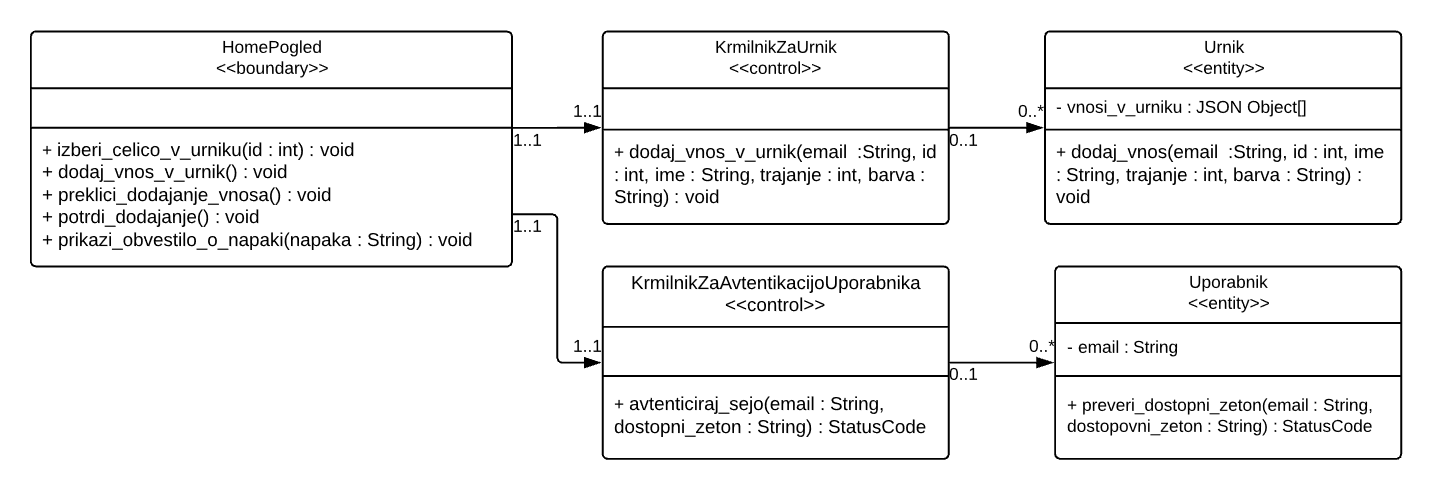 HomePogled
<<boundary>>
+ izberi_celico_v_urniku(id : int) : void
+ dodaj_vnos_v_urnik() : void
+ preklici_dodajanje_vnosa() : void
+ potrdi_dodajanje() : void
+ prikazi_obvestilo_o_napaki(napaka : String) : void
1..1
1..1
1..1
1..1
KrmilnikZaUrnik
<<control>>
+ dodaj_vnos_v_urnik(email :String, id
: int, ime : String, trajanje : int, barva :
String) : void
0..1
0..*
Urnik
<<entity>>
- vnosi_v_urniku : JSON Object[]
+ dodaj_vnos(email :String, id : int, ime
: String, trajanje : int, barva : String) :
void
KrmilnikZaAvtentikacijoUporabnika
<<control>>
+ avtenticiraj_sejo(email : String,
dostopni_zeton : String) : StatusCode
0..1
0..*
Uporabnik
<<entity>>
- email : String
+ preveri_dostopni_zeton(email : String,
dostopovni_zeton : String) : StatusCode